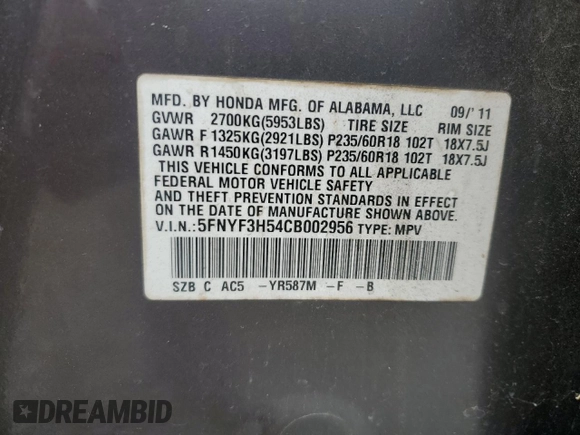 MFD. BY HONDA MFG. OF ALABAMA, LLC 09/' 11
GVWR 2700KG(5953LBS) TIRE SIZE RIM SIZE
GAWR F 1325KG(2921LBS) P235/60R18 102T 18X7.5J
GAWR R1450KG(3197LBS) P235/60R18 102T 18X7.5J
THIS VEHICLE CONFORMS TO ALL APPLICABLE
FEDERAL MOTOR VEHICLE SAFETY
AND THEFT PREVENTION STANDARDS IN EFFECT
ON THE DATE OF MANUFACTURE SHOWN ABOVE.
V.I.N.: 5FNYF3H54CB002956 TYPE: MPV
SZB C AC5 -YR587M -F -B
DREAMBID